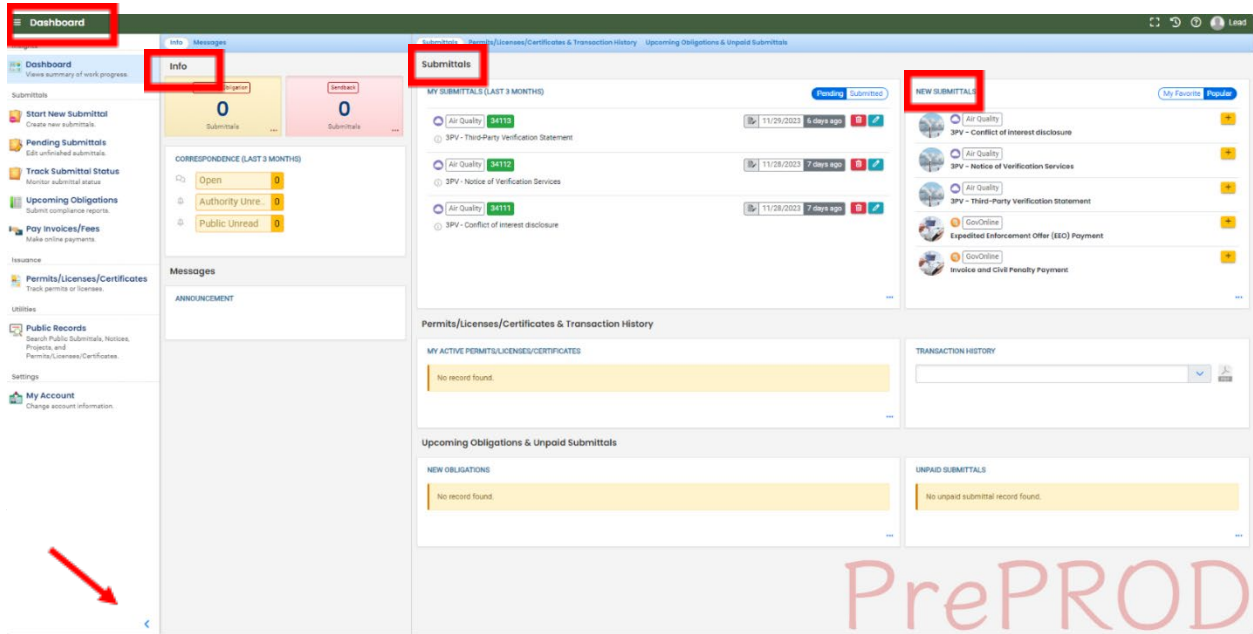 Dashboard
Lead
Dashboard
Views summary of work progress.
Submittals
Start New Submittal
Create new submittals.
Pending Submittals
Edit unfinished submittals.
Track Submittal Status
Monitor submittal status
Upcoming Obligations
Submit compliance reports.
Pay Invoices/Fees
Make online payments.
Issuance
Permits/Licenses/Certificates
Track permits or licenses.
Utilities
Public Records
Search Public Submittals, Notices,
Projects, and
Permits/Licenses/Certificates.
Settings
My Account
Change account information.
Info Messages
Info
Obligation
0
Submittals
...
Sendback
0
Submittals
...
CORRESPONDENCE (LAST 3 MONTHS)
Open 0
Authority Unre.. 0
Public Unread 0
Messages
ANNOUNCEMENT
Submittals Permits/Licenses/Certificates & Transaction History Upcoming Obligations & Unpaid Submittals
Submittals
MY SUBMITTALS (LAST 3 MONTHS) Pending Submitted
Air Quality 34113 11/29/2023 6 days ago
3PV - Third-Party Verification Statement
Air Quality 34112 11/28/2023 7 days ago
3PV - Notice of Verification Services
Air Quality 34111 11/28/2023 7 days ago
3PV - Conflict of interest disclosure
...
NEW SUBMITTALS My Favorite Popular
Air Quality
3PV - Conflict of interest disclosure
Air Quality
3PV - Notice of Verification Services
Air Quality
3PV - Third-Party Verification Statement
GovOnline
Expedited Enforcement Offer (EEO) Payment
GovOnline
Invoice and Civil Penalty Payment
...
Permits/Licenses/Certificates & Transaction History
MY ACTIVE PERMITS/LICENSES/CERTIFICATES
No record found.
...
TRANSACTION HISTORY
Upcoming Obligations & Unpaid Submittals
NEW OBLIGATIONS
No record found.
...
UNPAID SUBMITTALS
No unpaid submittal record found.
...
PrePROD